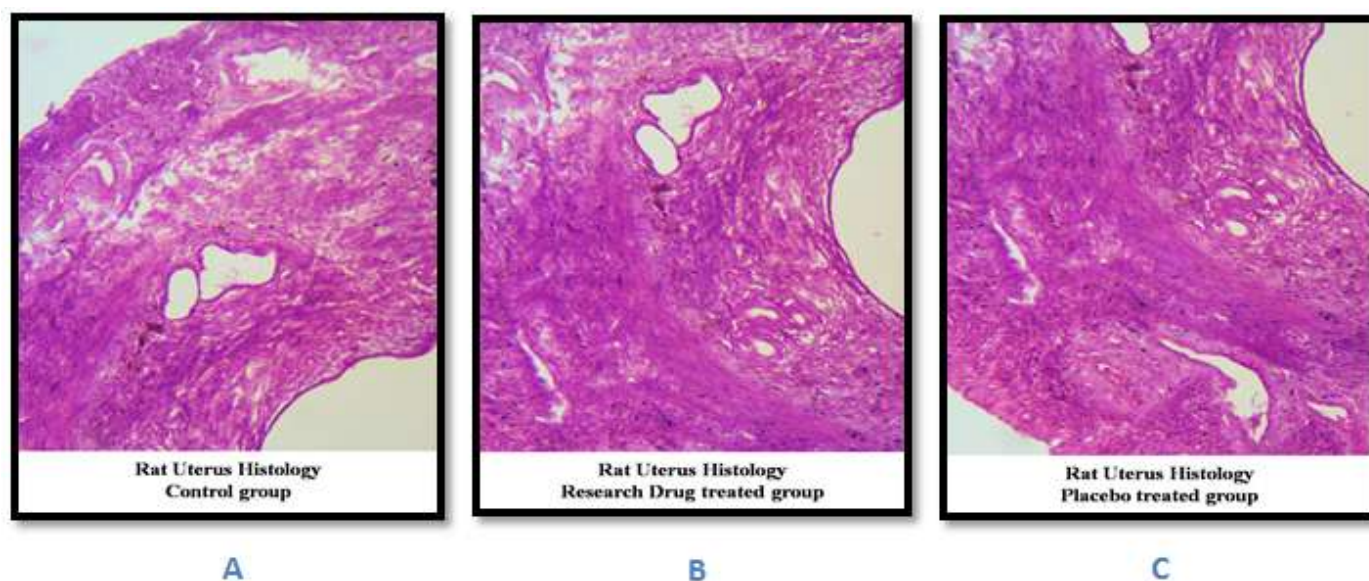 Rat Uterus Histology
Control group
A
Rat Uterus Histology
Research Drug treated group
B
Rat Uterus Histology
Placebo treated group
C